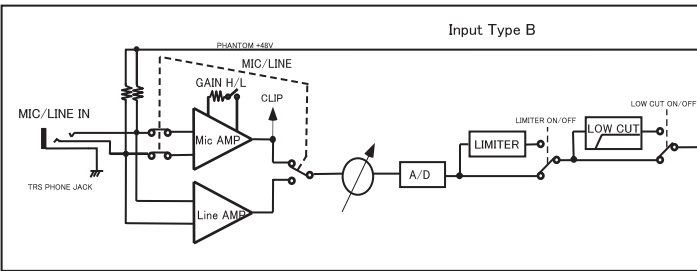 Input Type B
PHANTOM +48V
MIC/LINE
GAIN H/L
CLIP
MIC/LINE IN
Mic AMP
LIMITER ON/OFF
LOW CUT ON/OFF
LIMITER
LOW CUT
A/D
TRS PHONE JACK
Line AMP